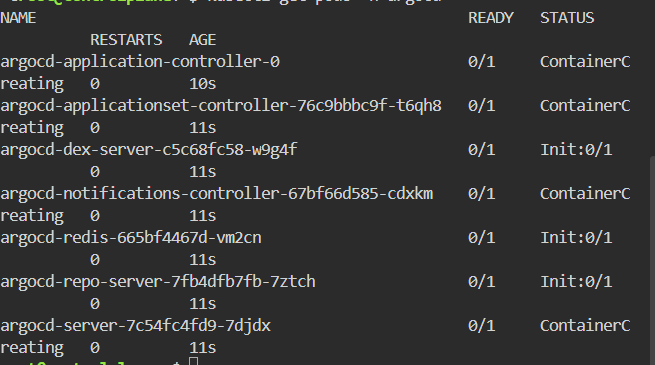 NAME READY STATUS
RESTARTS AGE
argocd-application-controller-0 0/1 ContainerC
reating 0 10s
argocd-applicationset-controller-76c9bbbc9f-t6qh8 0/1 ContainerC
reating 0 11s
argocd-dex-server-c5c68fc58-w9g4f 0/1 Init:0/1
0 11s
argocd-notifications-controller-67bf66d585-cdxkm 0/1 ContainerC
reating 0 11s
argocd-redis-665bf4467d-vm2cn 0/1 Init:0/1
0 11s
argocd-repo-server-7fb4dfb7fb-7ztch 0/1 Init:0/1
0 11s
argocd-server-7c54fc4fd9-7djdx 0/1 ContainerC
reating 0 11s